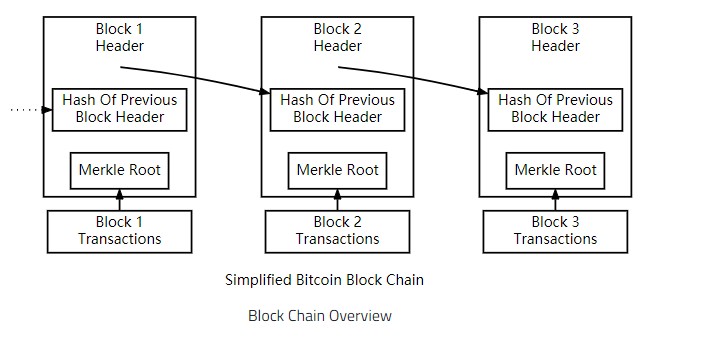 Block 1
Header
Hash Of Previous
Block Header
Merkle Root
Block 1
Transactions
Block 2
Header
Hash Of Previous
Block Header
Merkle Root
Block 2
Transactions
Block 3
Header
Hash Of Previous
Block Header
Merkle Root
Block 3
Transactions
Simplified Bitcoin Block Chain
Block Chain Overview